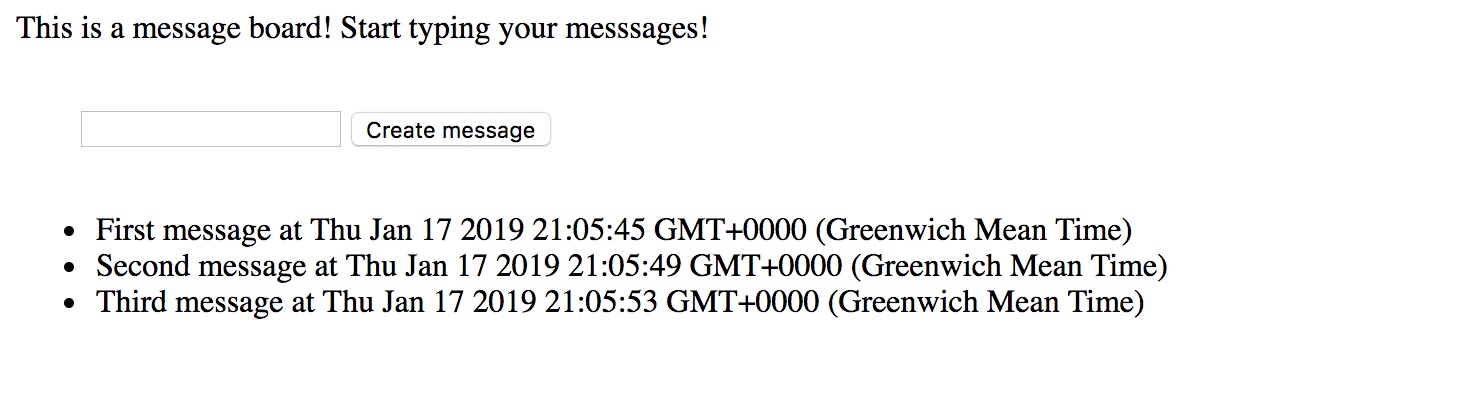 This is a message board! Start typing your messsages!
Create message
First message at Thu Jan 17 2019 21:05:45 GMT+0000 (Greenwich Mean Time)
Second message at Thu Jan 17 2019 21:05:49 GMT+0000 (Greenwich Mean Time)
Third message at Thu Jan 17 2019 21:05:53 GMT+0000 (Greenwich Mean Time)